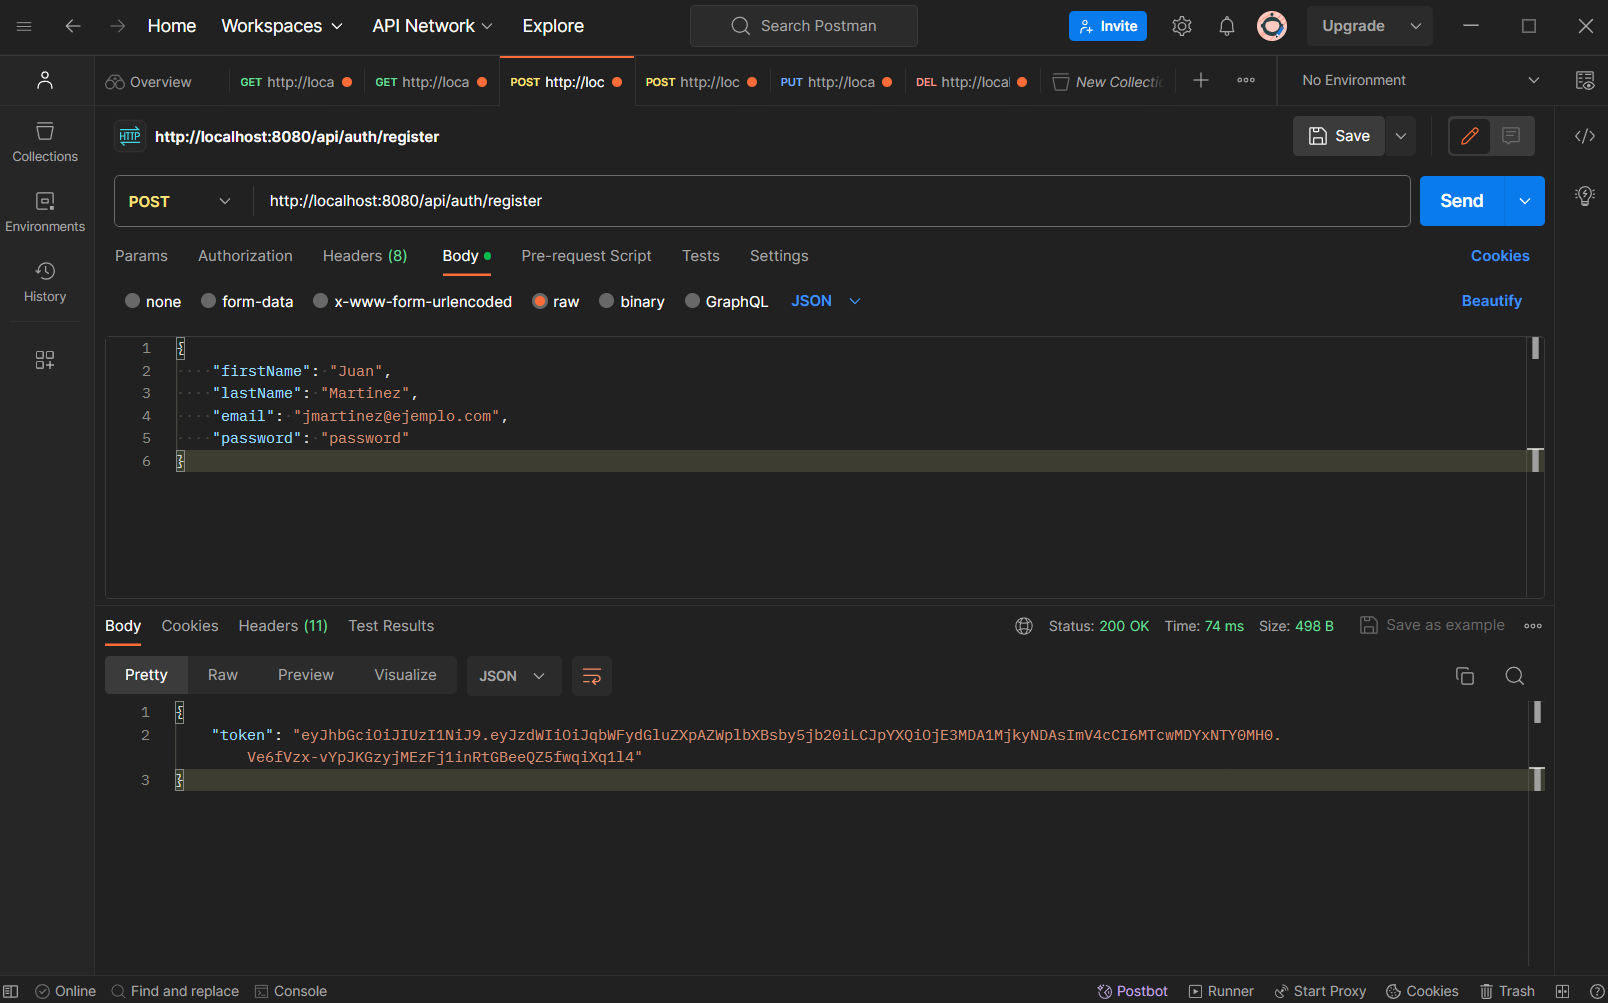 Home Workspaces API Network Explore Search Postman Invite Upgrade
Overview GET http://loca GET http://loca POST http://loc POST http://loc PUT http://loca DEL http://local New Collectic No Environment
Collections
Environments
History
HTTP http://localhost:8080/api/auth/register Save
POST http://localhost:8080/api/auth/register Send
Params Authorization Headers (8) Body Pre-request Script Tests Settings Cookies
none form-data x-www-form-urlencoded raw binary GraphQL JSON Beautify
1 {
2 "firstName": "Juan",
3 "lastName": "Martinez",
4 "email": "jmartinez@ejemplo.com",
5 "password": "password"
6 }
Body Cookies Headers (11) Test Results Status: 200 OK Time: 74 ms Size: 498 B Save as example
Pretty Raw Preview Visualize JSON
1 {
2 "token": "eyJhbGciOiJIUzI1NiJ9.eyJzdWIiOiJqbWFydGluZXpAZWplbXBsby5jb20iLCJpYXQiOjE3MDA1MjkyNDAsImV4cCI6MTcwMDYxNTY0MH0.
Ve6fVzx-vYpJKGzyjMEzFj1inRtGBeeQZ5fwqiXq1l4"
3 }
Online Find and replace Console Postbot Runner Start Proxy Cookies Trash